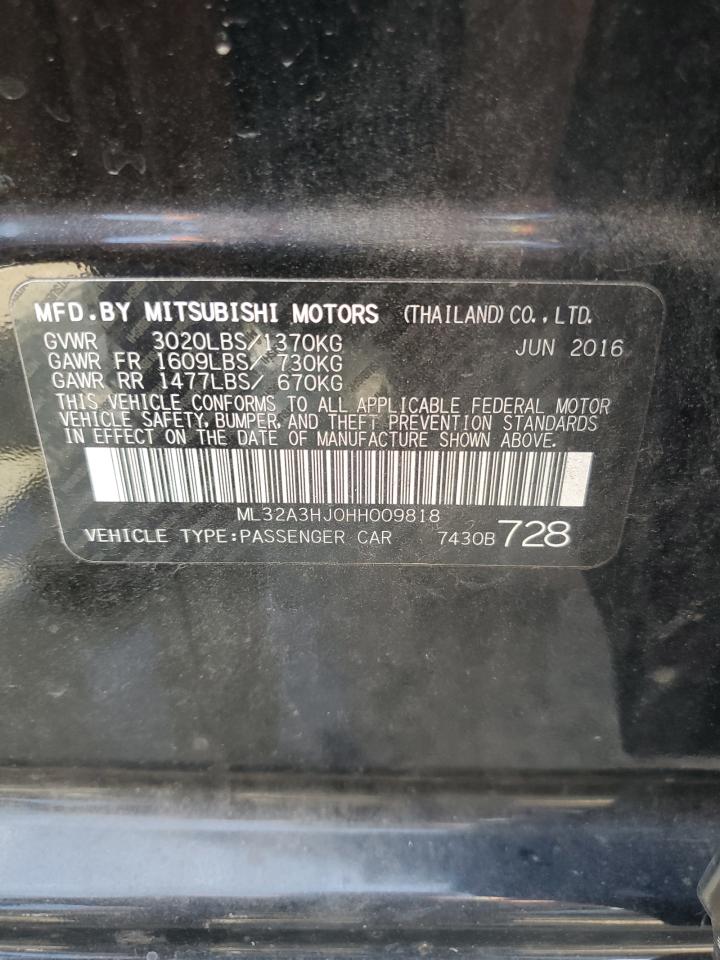 MFD.BY MITSUBISHI MOTORS (THAILAND) CO., LTD.
GVWR 3020LBS/1370KG JUN 2016
GAWR FR 1609LBS/ 730KG
GAWR RR 1477LBS/ 670KG
THIS VEHICLE CONFORMS TO ALL APPLICABLE FEDERAL MOTOR
VEHICLE SAFETY, BUMPER, AND THEFT PREVENTION STANDARDS
IN EFFECT ON THE DATE OF MANUFACTURE SHOWN ABOVE.
ML32A3HJ0HH009818
VEHICLE TYPE:PASSENGER CAR 7430B 728